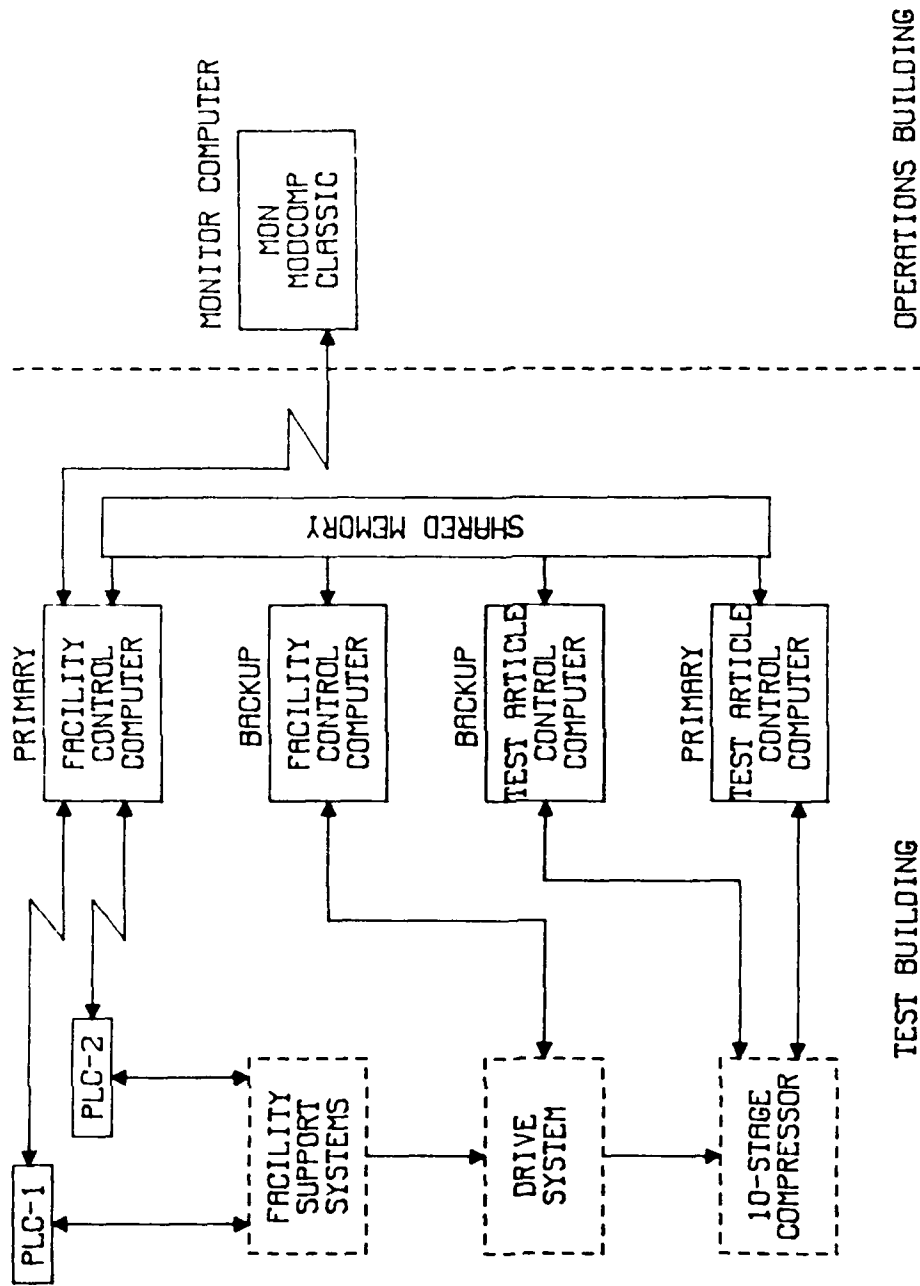 MONITOR COMPUTER
MON
MODCOMP
CLASSIC
OPERATIONS BUILDING
SHARED MEMORY
PRIMARY
FACILITY
CONTROL
COMPUTER
BACKUP
FACILITY
CONTROL
COMPUTER
BACKUP
TEST ARTICLE
CONTROL
COMPUTER
PRIMARY
TEST ARTICLE
CONTROL
COMPUTER
PLC-1
PLC-2
FACILITY
SUPPORT
SYSTEMS
DRIVE
SYSTEM
10-STAGE
COMPRESSOR
TEST BUILDING